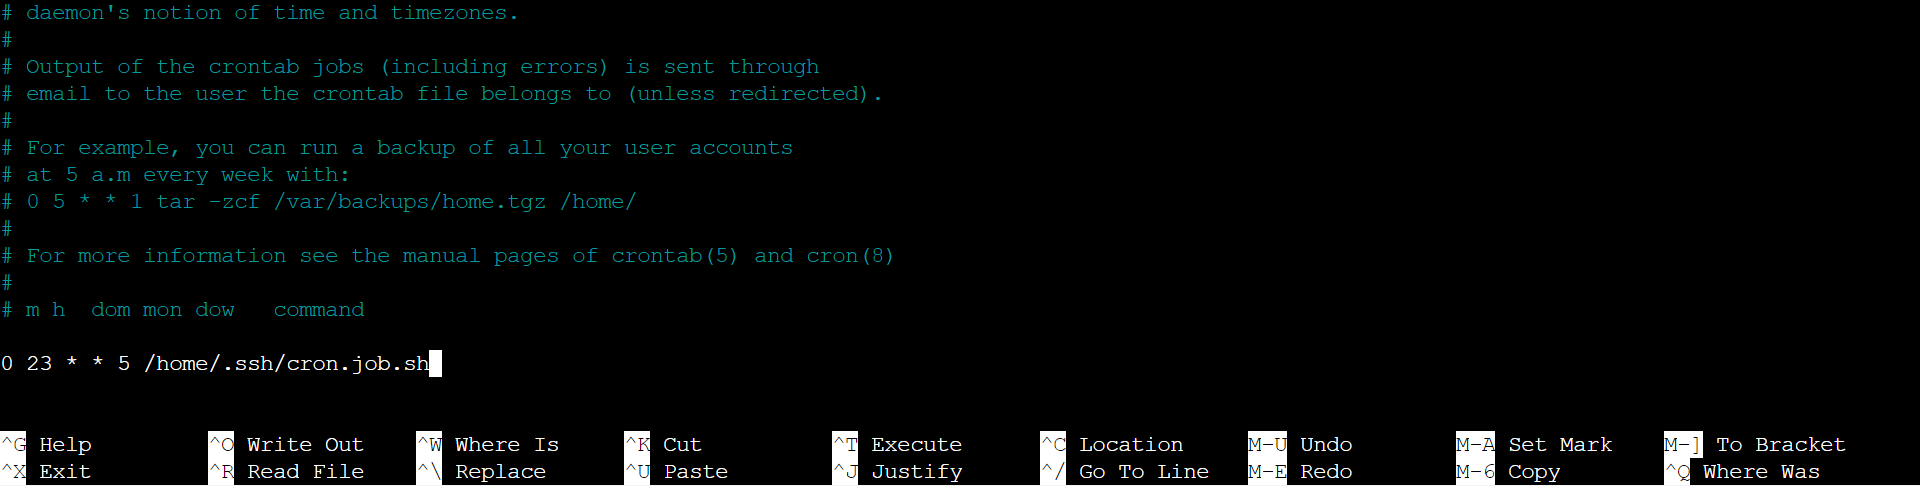 # daemon's notion of time and timezones.
#
# Output of the crontab jobs (including errors) is sent through
# email to the user the crontab file belongs to (unless redirected).
#
# For example, you can run a backup of all your user accounts
# at 5 a.m every week with:
# 0 5 * * 1 tar -zcf /var/backups/home.tgz /home/
#
# For more information see the manual pages of crontab(5) and cron(8)
#
# m h  dom mon dow   command
0 23 * * 5 /home/.ssh/cron.job.sh
^G Help ^O Write Out ^W Where Is ^K Cut ^T Execute ^C Location M-U Undo M-A Set Mark M-] To Bracket
^X Exit ^R Read File ^\ Replace ^U Paste ^J Justify ^/ Go To Line M-E Redo M-6 Copy ^Q Where Was